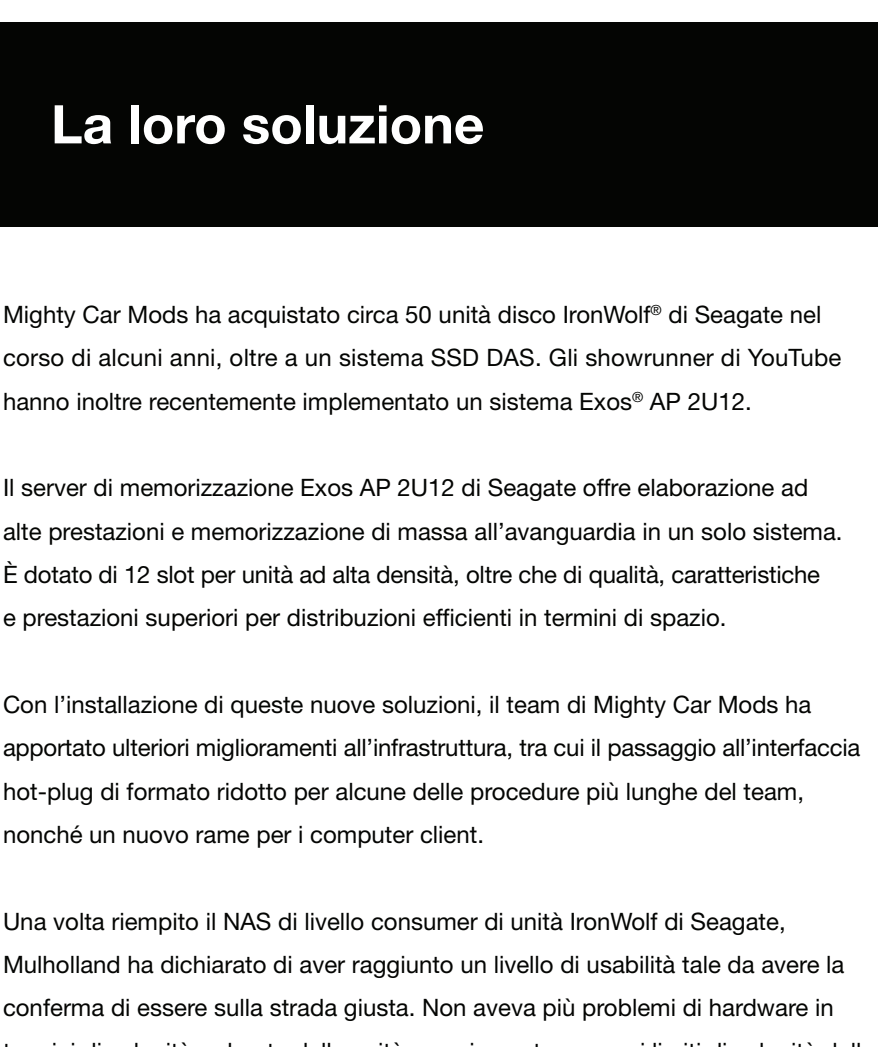 La loro soluzione
Mighty Car Mods ha acquistato circa 50 unità disco IronWolf® di Seagate nel
corso di alcuni anni, oltre a un sistema SSD DAS. Gli showrunner di YouTube
hanno inoltre recentemente implementato un sistema Exos® AP 2U12.
Il server di memorizzazione Exos AP 2U12 di Seagate offre elaborazione ad
alte prestazioni e memorizzazione di massa all’avanguardia in un solo sistema.
È dotato di 12 slot per unità ad alta densità, oltre che di qualità, caratteristiche
e prestazioni superiori per distribuzioni efficienti in termini di spazio.
Con l’installazione di queste nuove soluzioni, il team di Mighty Car Mods ha
apportato ulteriori miglioramenti all’infrastruttura, tra cui il passaggio all’interfaccia
hot-plug di formato ridotto per alcune delle procedure più lunghe del team,
nonché un nuovo rame per i computer client.
Una volta riempito il NAS di livello consumer di unità IronWolf di Seagate,
Mulholland ha dichiarato di aver raggiunto un livello di usabilità tale da avere la
conferma di essere sulla strada giusta. Non aveva più problemi di hardware in